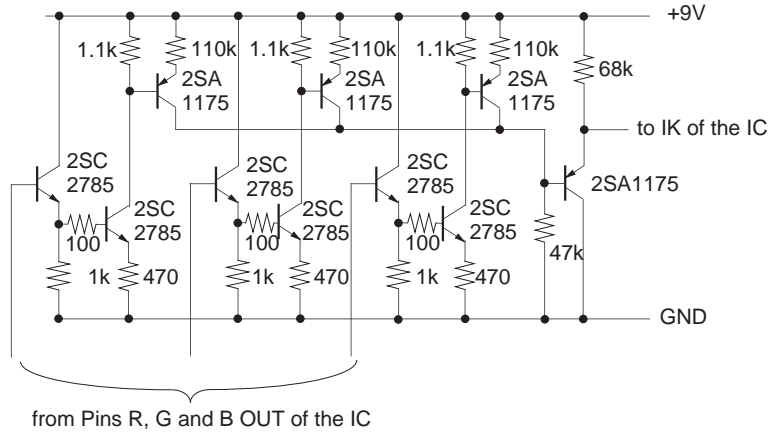 +9V
1.1k
110k
1.1k
110k
1.1k
110k
68k
2SA
1175
2SA
1175
2SA
1175
to IK of the IC
2SC
2785
2SC
2785
2SC
2785
2SA1175
2SC
2785
2SC
2785
2SC
2785
100
100
100
47k
1k
470
1k
470
1k
470
GND
from Pins R, G and B OUT of the IC